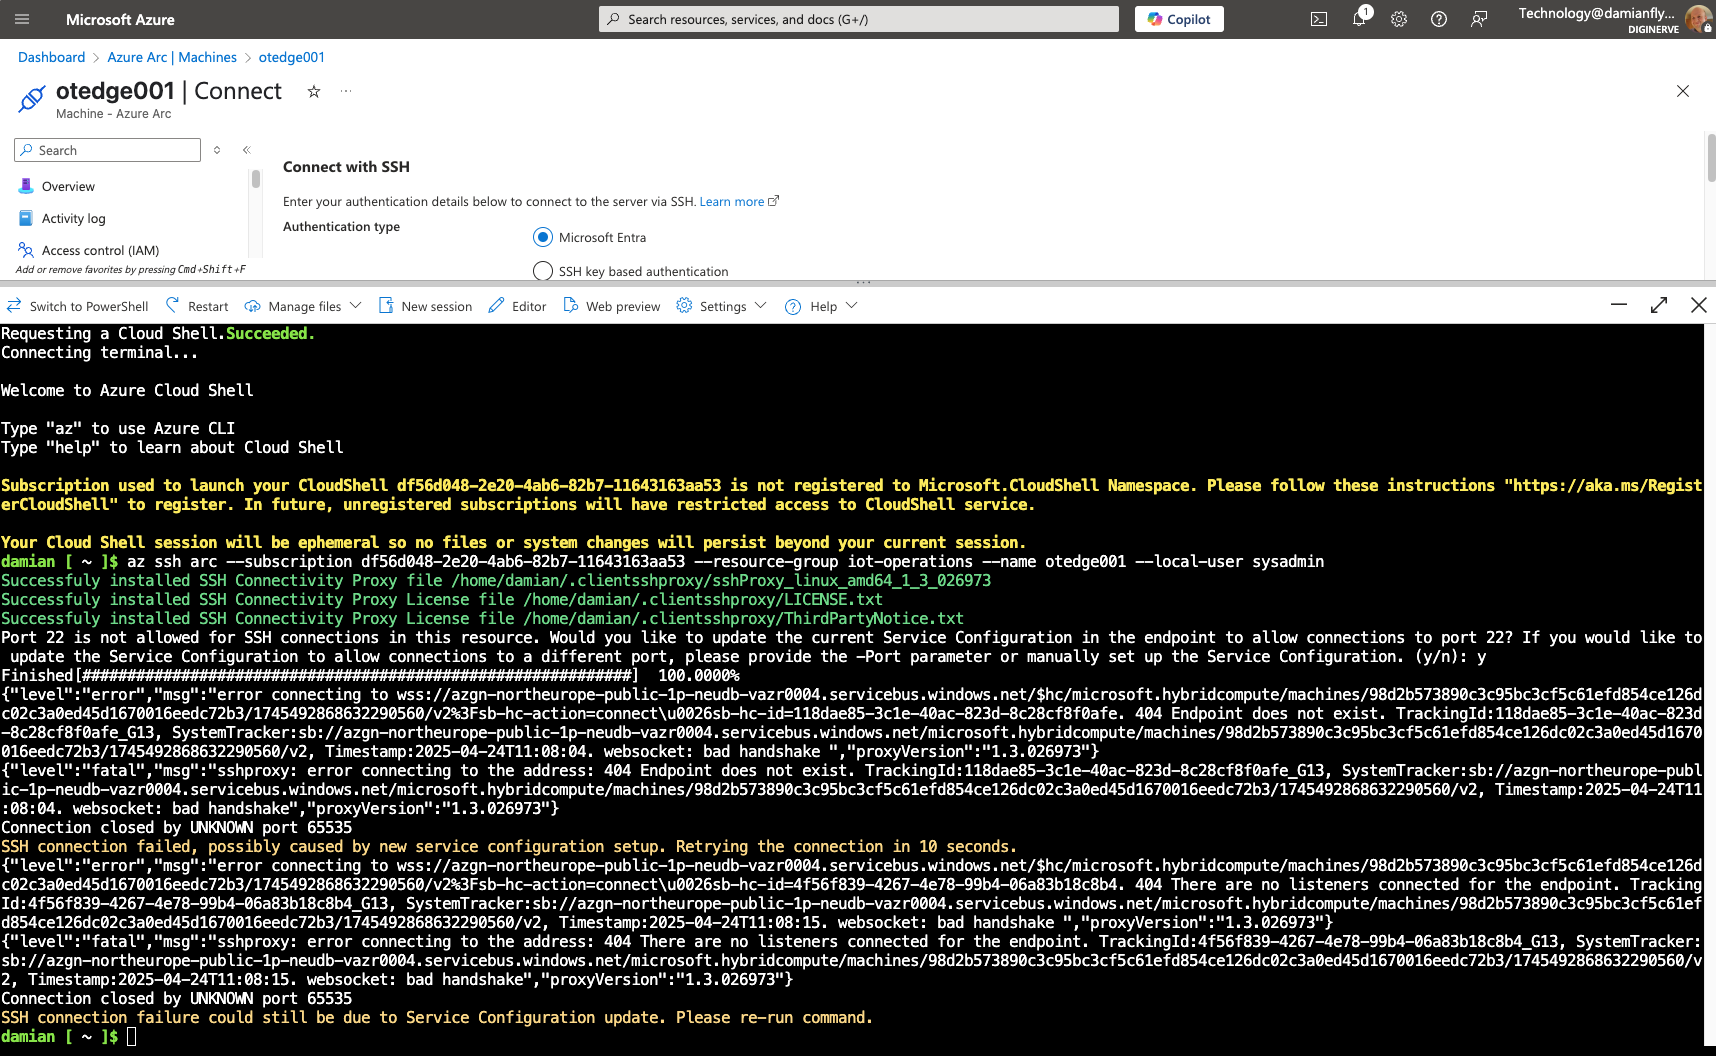 Microsoft Azure
Search resources, services, and docs (G+/)
Copilot
1
Technology@damianfly...
DIGINERVE
Dashboard > Azure Arc | Machines > otedge001
otedge001 | Connect
Machine - Azure Arc
Search
Overview
Activity log
Access control (IAM)
Add or remove favorites by pressing Cmd+Shift+F
Connect with SSH
Enter your authentication details below to connect to the server via SSH. Learn more
Authentication type
Microsoft Entra
SSH key based authentication
Switch to PowerShell Restart Manage files New session Editor Web preview Settings Help
Requesting a Cloud Shell.Succeeded.
Connecting terminal...
Welcome to Azure Cloud Shell
Type "az" to use Azure CLI
Type "help" to learn about Cloud Shell
Subscription used to launch your CloudShell df56d048-2e20-4ab6-82b7-11643163aa53 is not registered to Microsoft.CloudShell Namespace. Please follow these instructions "https://aka.ms/Regist
erCloudShell" to register. In future, unregistered subscriptions will have restricted access to CloudShell service.
Your Cloud Shell session will be ephemeral so no files or system changes will persist beyond your current session.
damian [ ~ ]$ az ssh arc --subscription df56d048-2e20-4ab6-82b7-11643163aa53 --resource-group iot-operations --name otedge001 --local-user sysadmin
Successfuly installed SSH Connectivity Proxy file /home/damian/.clientsshproxy/sshProxy_linux_amd64_1_3_026973
Successfuly installed SSH Connectivity Proxy License file /home/damian/.clientsshproxy/LICENSE.txt
Successfuly installed SSH Connectivity Proxy License file /home/damian/.clientsshproxy/ThirdPartyNotice.txt
Port 22 is not allowed for SSH connections in this resource. Would you like to update the current Service Configuration in the endpoint to allow connections to port 22? If you would like to
update the Service Configuration to allow connections to a different port, please provide the -Port parameter or manually set up the Service Configuration. (y/n): y
Finished[#############################################################] 100.0000%
{"level":"error","msg":"error connecting to wss://azgn-northeurope-public-1p-neudb-vazr0004.servicebus.windows.net/$hc/microsoft.hybridcompute/machines/98d2b573890c3c95bc3cf5c61efd854ce126d
c02c3a0ed45d1670016eedc72b3/1745492868632290560/v2%3Fsb-hc-action=connect\u0026sb-hc-id=118dae85-3c1e-40ac-823d-8c28cf8f0afe. 404 Endpoint does not exist. TrackingId:118dae85-3c1e-40ac-823d
-8c28cf8f0afe_G13, SystemTracker:sb://azgn-northeurope-public-1p-neudb-vazr0004.servicebus.windows.net/microsoft.hybridcompute/machines/98d2b573890c3c95bc3cf5c61efd854ce126dc02c3a0ed45d1670
016eedc72b3/1745492868632290560/v2, Timestamp:2025-04-24T11:08:04. websocket: bad handshake ","proxyVersion":"1.3.026973"}
{"level":"fatal","msg":"sshproxy: error connecting to the address: 404 Endpoint does not exist. TrackingId:118dae85-3c1e-40ac-823d-8c28cf8f0afe_G13, SystemTracker:sb://azgn-northeurope-publ
ic-1p-neudb-vazr0004.servicebus.windows.net/microsoft.hybridcompute/machines/98d2b573890c3c95bc3cf5c61efd854ce126dc02c3a0ed45d1670016eedc72b3/1745492868632290560/v2, Timestamp:2025-04-24T11
:08:04. websocket: bad handshake","proxyVersion":"1.3.026973"}
Connection closed by UNKNOWN port 65535
SSH connection failed, possibly caused by new service configuration setup. Retrying the connection in 10 seconds.
{"level":"error","msg":"error connecting to wss://azgn-northeurope-public-1p-neudb-vazr0004.servicebus.windows.net/$hc/microsoft.hybridcompute/machines/98d2b573890c3c95bc3cf5c61efd854ce126d
c02c3a0ed45d1670016eedc72b3/1745492868632290560/v2%3Fsb-hc-action=connect\u0026sb-hc-id=4f56f839-4267-4e78-99b4-06a83b18c8b4. 404 There are no listeners connected for the endpoint. Tracking
Id:4f56f839-4267-4e78-99b4-06a83b18c8b4_G13, SystemTracker:sb://azgn-northeurope-public-1p-neudb-vazr0004.servicebus.windows.net/microsoft.hybridcompute/machines/98d2b573890c3c95bc3cf5c61ef
d854ce126dc02c3a0ed45d1670016eedc72b3/1745492868632290560/v2, Timestamp:2025-04-24T11:08:15. websocket: bad handshake ","proxyVersion":"1.3.026973"}
{"level":"fatal","msg":"sshproxy: error connecting to the address: 404 There are no listeners connected for the endpoint. TrackingId:4f56f839-4267-4e78-99b4-06a83b18c8b4_G13, SystemTracker:
sb://azgn-northeurope-public-1p-neudb-vazr0004.servicebus.windows.net/microsoft.hybridcompute/machines/98d2b573890c3c95bc3cf5c61efd854ce126dc02c3a0ed45d1670016eedc72b3/1745492868632290560/v
2, Timestamp:2025-04-24T11:08:15. websocket: bad handshake","proxyVersion":"1.3.026973"}
Connection closed by UNKNOWN port 65535
SSH connection failure could still be due to Service Configuration update. Please re-run command.
damian [ ~ ]$